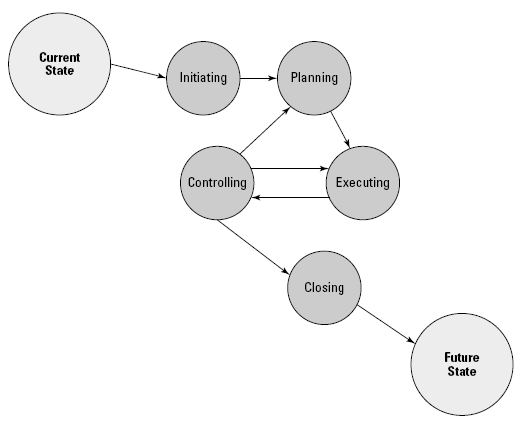 Current
State
Initiating
Planning
Controlling
Executing
Closing
Future
State